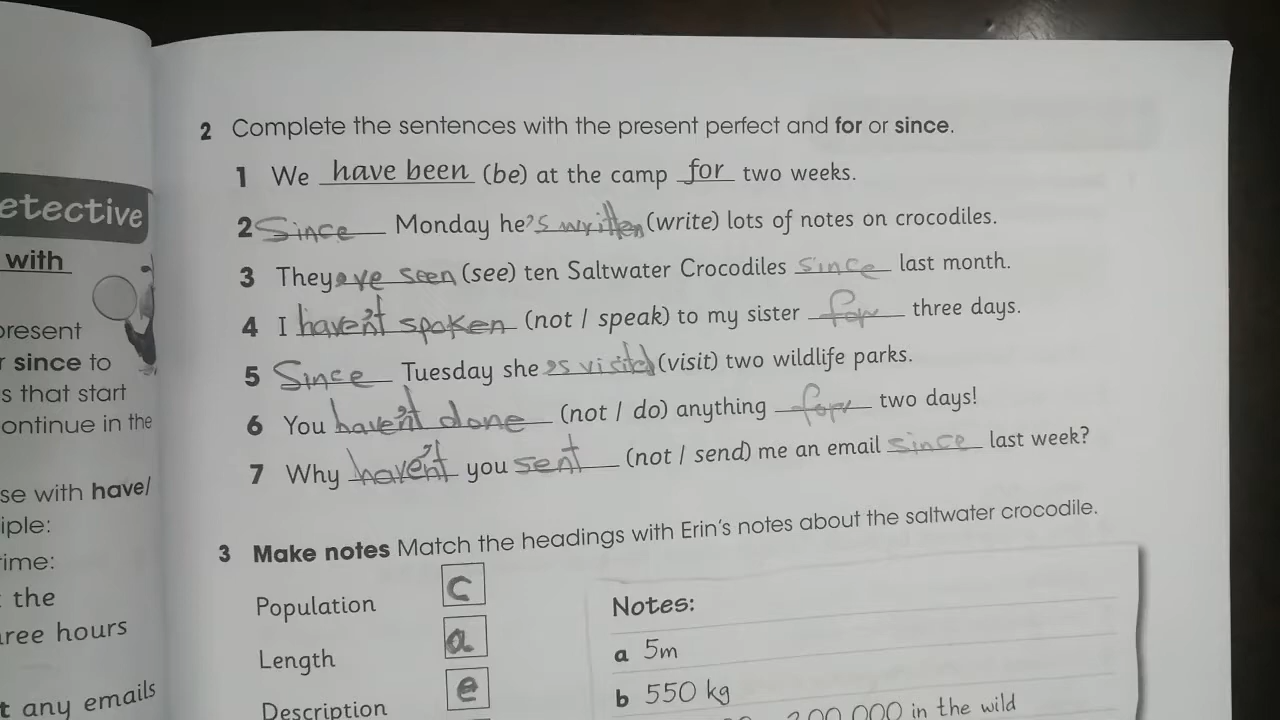 etective
with
present
r since to
s that start
ontinue in the
se with have/
iple:
ime:
t the
ree hours
t any emails
2 Complete the sentences with the present perfect and for or since.
1 We have been (be) at the camp for two weeks.
2 Since Monday he's written (write) lots of notes on crocodiles.
3 They've seen (see) ten Saltwater Crocodiles since last month.
4 I haven't spoken (not / speak) to my sister for three days.
5 Since Tuesday she 's visited (visit) two wildlife parks.
6 You haven't done (not / do) anything for two days!
7 Why haven't you sent (not / send) me an email since last week?
3 Make notes Match the headings with Erin's notes about the saltwater crocodile.
Population c
Length a
Description e
Notes:
a 5m
b 550 kg
200,000 in the wild